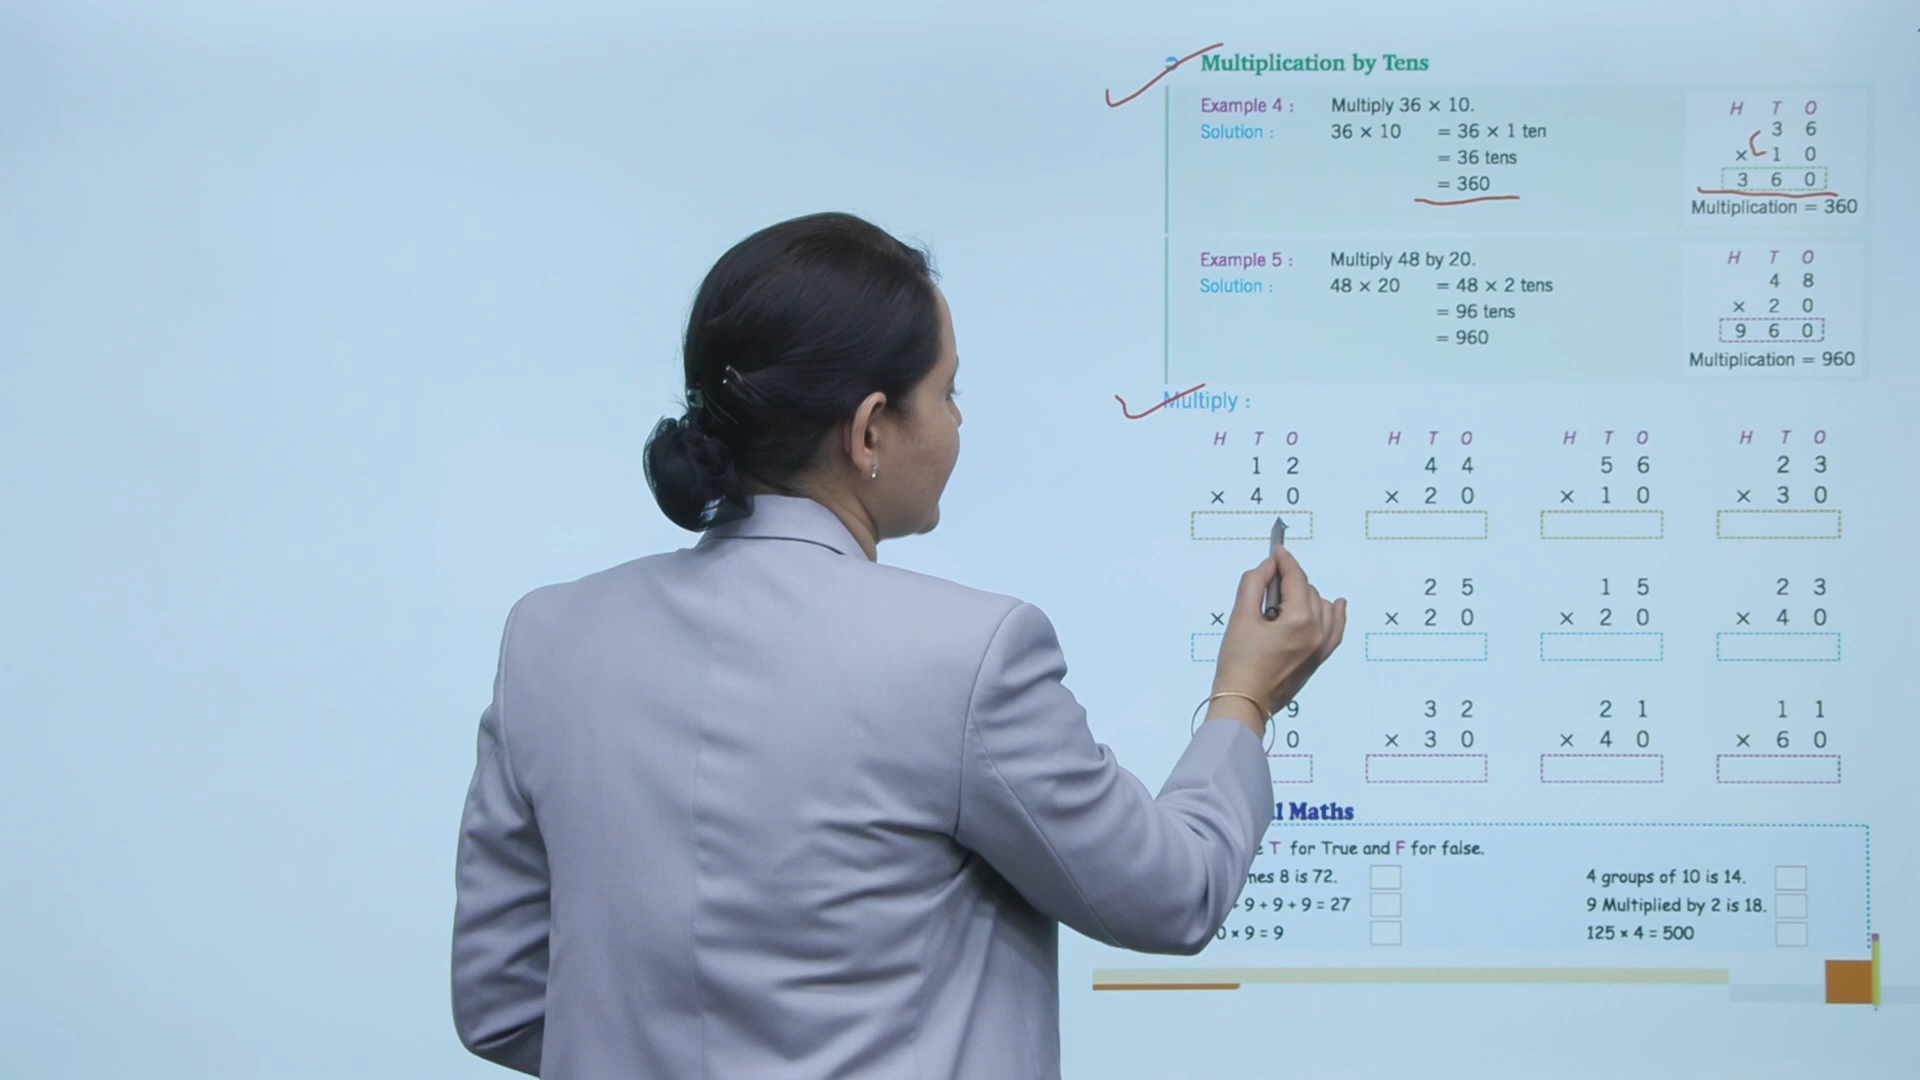 Multiplication by Tens
Example 4 : Multiply 36 × 10.
Solution : 36 × 10 = 36 × 1 ten
= 36 tens
= 360
H T O
3 6
× 1 0
3 6 0
Multiplication = 360
Example 5 : Multiply 48 by 20.
Solution : 48 × 20 = 48 × 2 tens
= 96 tens
= 960
H T O
4 8
× 2 0
9 6 0
Multiplication = 960
Multiply :
H T O H T O H T O H T O
1 2 4 4 5 6 2 3
× 4 0 × 2 0 × 1 0 × 3 0
2 5 1 5 2 3
× × 2 0 × 2 0 × 4 0
9 3 2 2 1 1 1
0 × 3 0 × 4 0 × 6 0
Maths
T for True and F for false.
8 is 72. 4 groups of 10 is 14.
+ 9 + 9 + 9 = 27 9 Multiplied by 2 is 18.
0 × 9 = 9 125 × 4 = 500